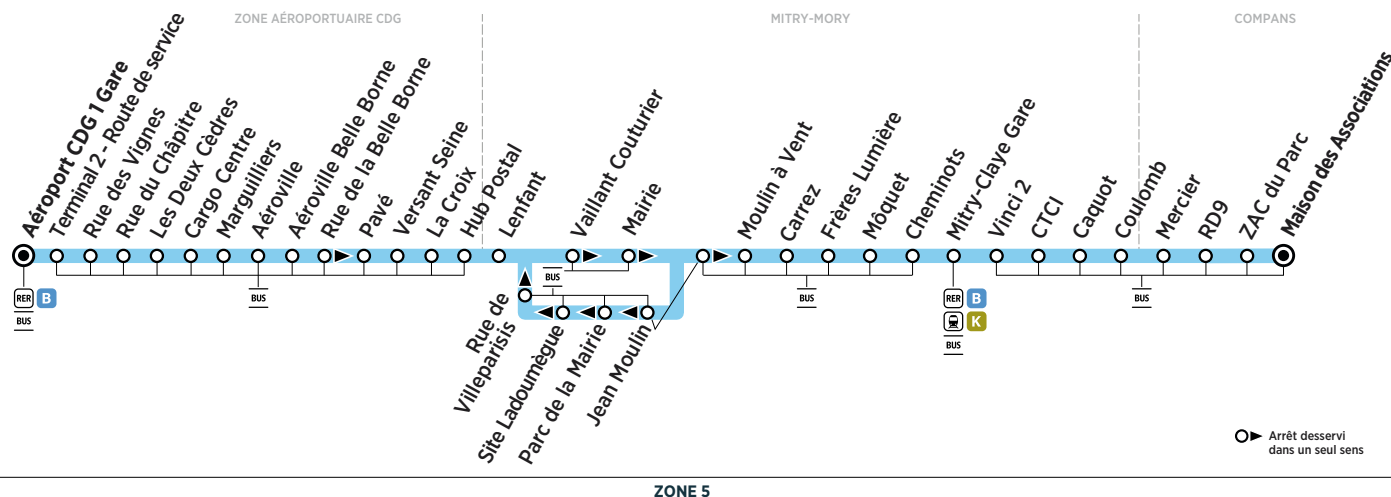 ZONE AÉROPORTUAIRE CDG
MITRY-MORY
COMPANS
Aéroport CDG 1 Gare
Terminal 2 - Route de service
Rue des Vignes
Rue du Châpitre
Les Deux Cèdres
Cargo Centre
Marguilliers
Aéroville
Aéroville Belle Borne
Rue de la Belle Borne
Pavé
Versant Seine
La Croix
Hub Postal
Lenfant
Vaillant Couturier
Mairie
Moulin à Vent
Carrez
Frères Lumière
Môquet
Cheminots
Mitry-Claye Gare
Vinci 2
CTCI
Caquot
Coulomb
Mercier
RD9
ZAC du Parc
Maison des Associations
RER B
BUS
BUS
BUS
BUS
RER B
K
BUS
BUS
Rue de
Villeparisis
Site Ladoumègue
Parc de la Mairie
Jean Moulin
Arrêt desservi
dans un seul sens
ZONE 5